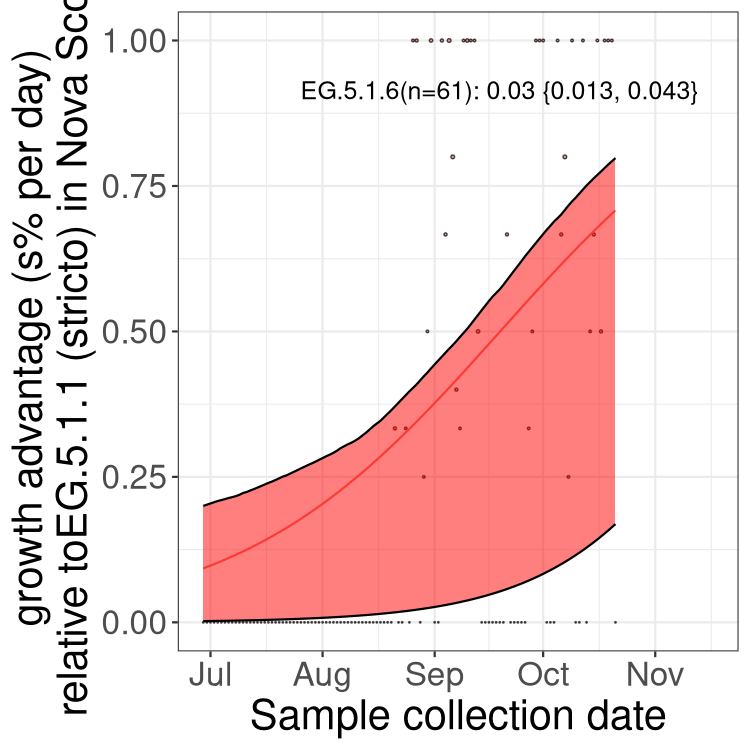 growth advantage (s% per day)
relative toEG.5.1.1 (stricto) in Nova Sco
1.00
0.75
0.50
0.25
0.00
EG.5.1.6(n=61): 0.03 {0.013, 0.043}
Jul Aug Sep Oct Nov
Sample collection date